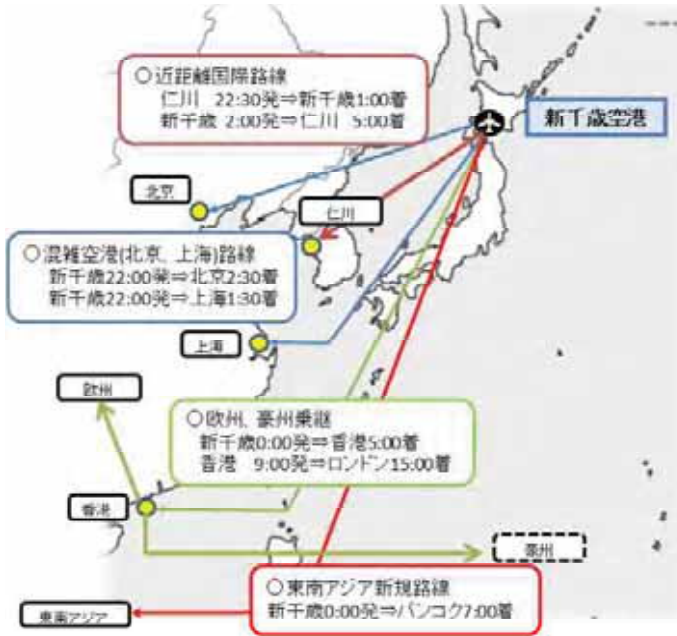 ○近距離国際路線
仁川 22:30発⇒新千歳1:00着
新千歳 2:00発⇒仁川 5:00着
新千歳空港
北京
仁川
○混雑空港(北京、上海)路線
新千歳22:00発⇒北京2:30着
新千歳22:00発⇒上海1:30着
上海
欧州
○欧州、豪州乗継
新千歳0:00発⇒香港5:00着
香港 9:00発⇒ロンドン15:00着
香港
豪州
○東南アジア新規路線
新千歳0:00発⇒バンコク7:00着
東南アジア